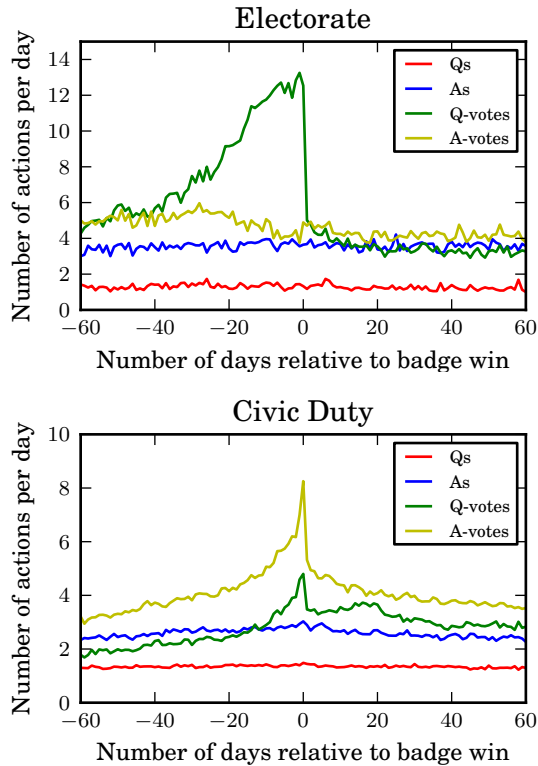 Electorate
Number of actions per day
14
12
10
8
6
4
2
0
Qs
As
Q-votes
A-votes
−60 −40 −20 0 20 40 60
Number of days relative to badge win
Civic Duty
Number of actions per day
10
8
6
4
2
0
Qs
As
Q-votes
A-votes
−60 −40 −20 0 20 40 60
Number of days relative to badge win